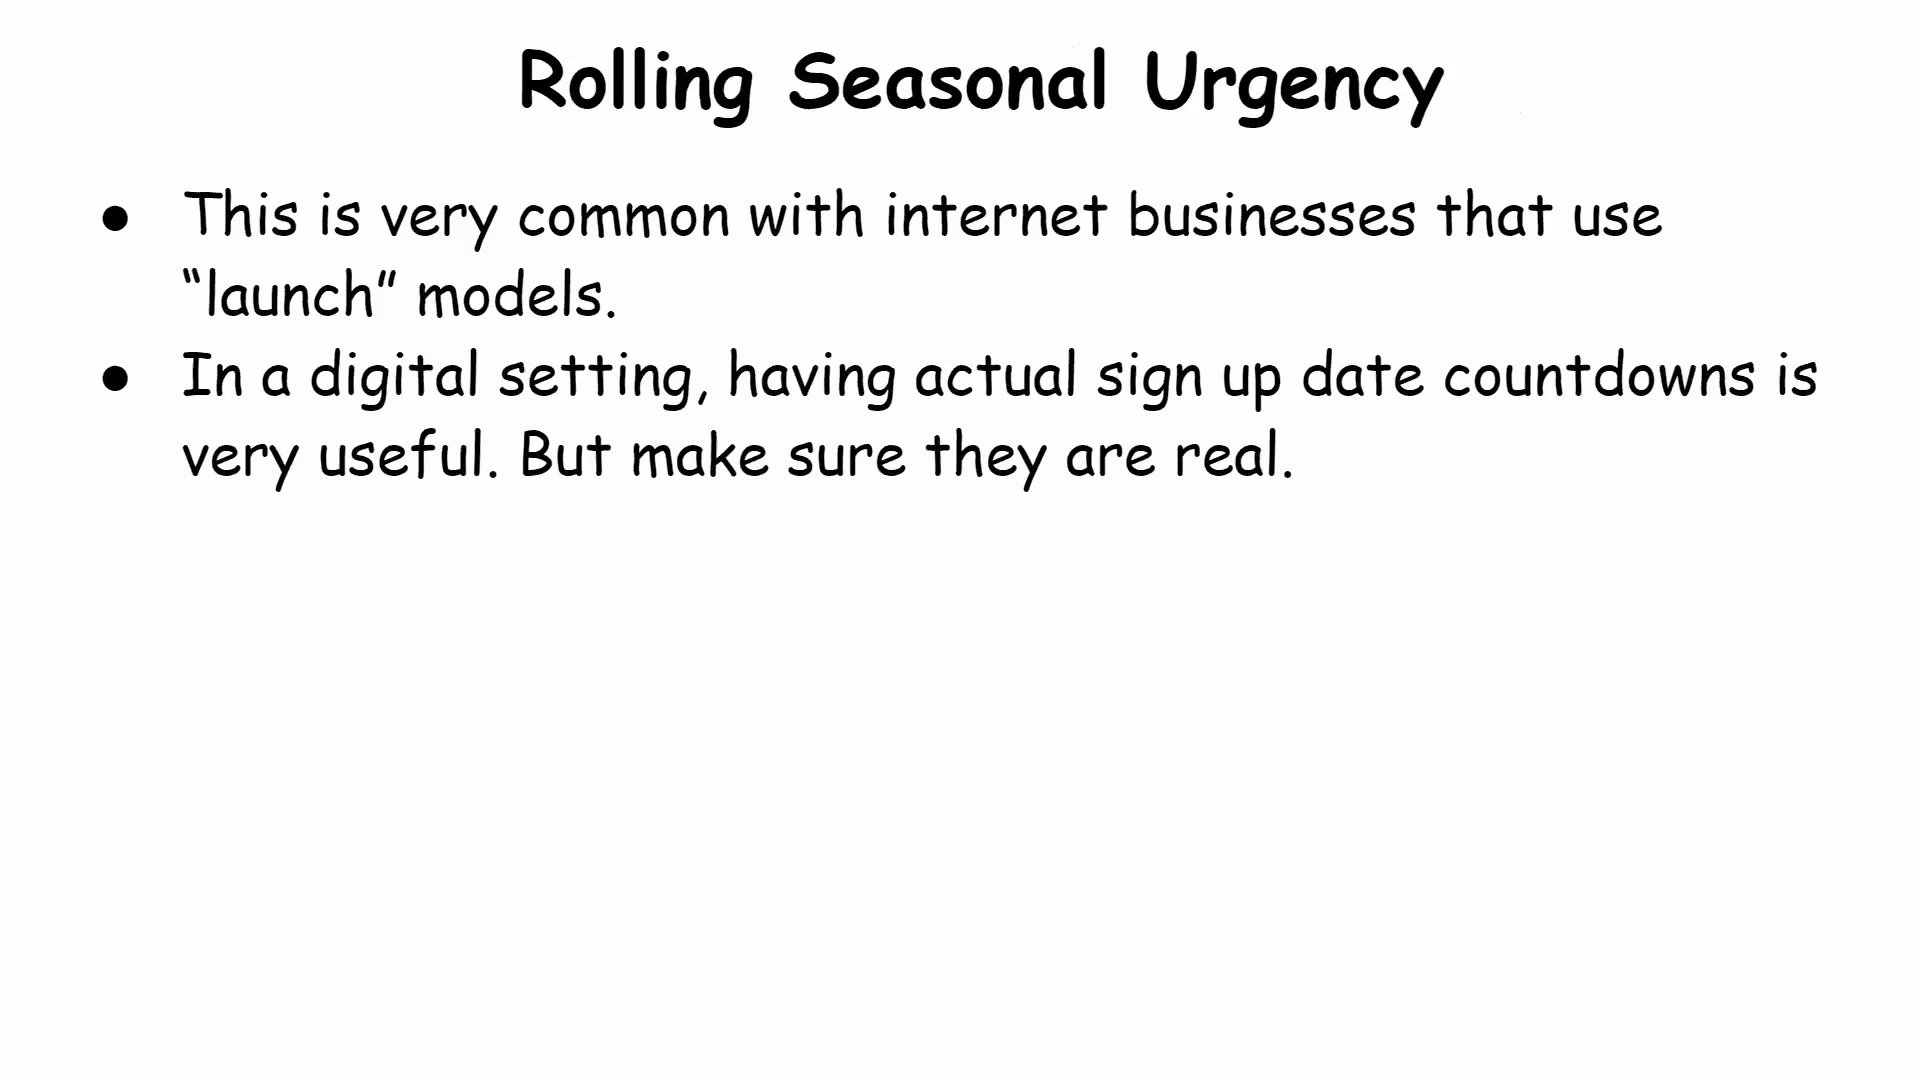 Rolling Seasonal Urgency
● This is very common with internet businesses that use
“launch” models.
● In a digital setting, having actual sign up date countdowns is
very useful. But make sure they are real.